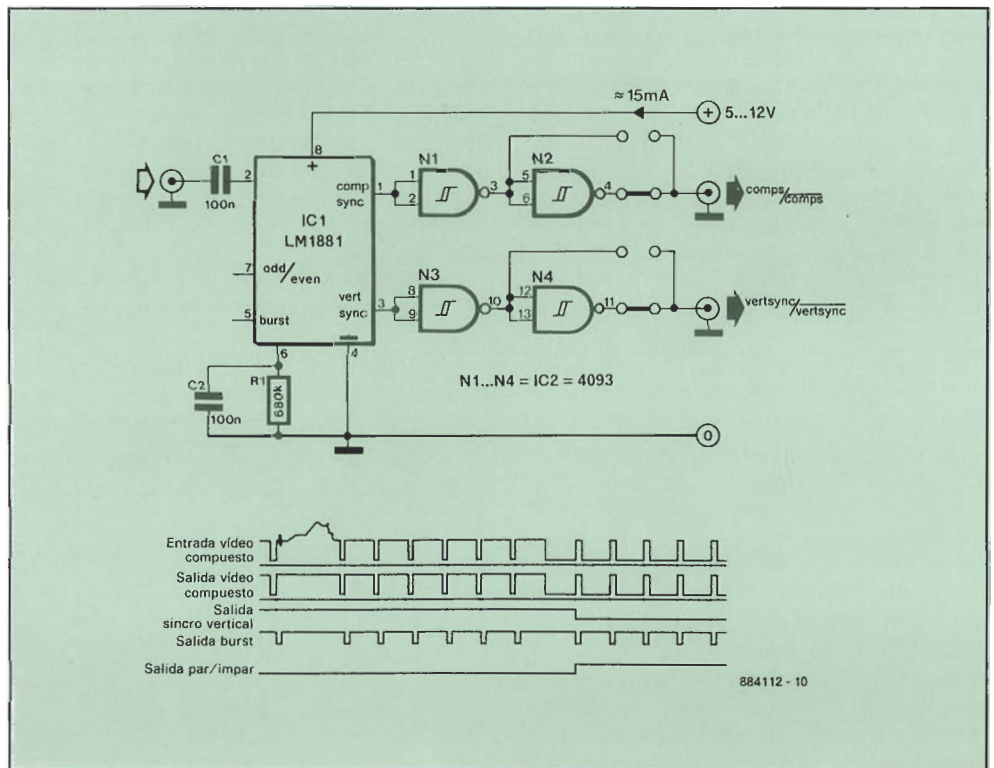 ≈ 15mA
+ 5...12V
8
+
C1
2
100n
IC1
LM1881
comp
sync
1
N1
1
2
3
N2
5
6
4
comps/comps
7
odd/
even
5
burst
vert
sync
3
N3
8
9
10
N4
12
13
11
vertsync/vertsync
6
4
C2
100n
R1
680k
N1...N4 = IC2 = 4093
0
Entrada vídeo
compuesto
Salida vídeo
compuesto
Salida
sincro vertical
Salida burst
Salida par/impar
884112 - 10